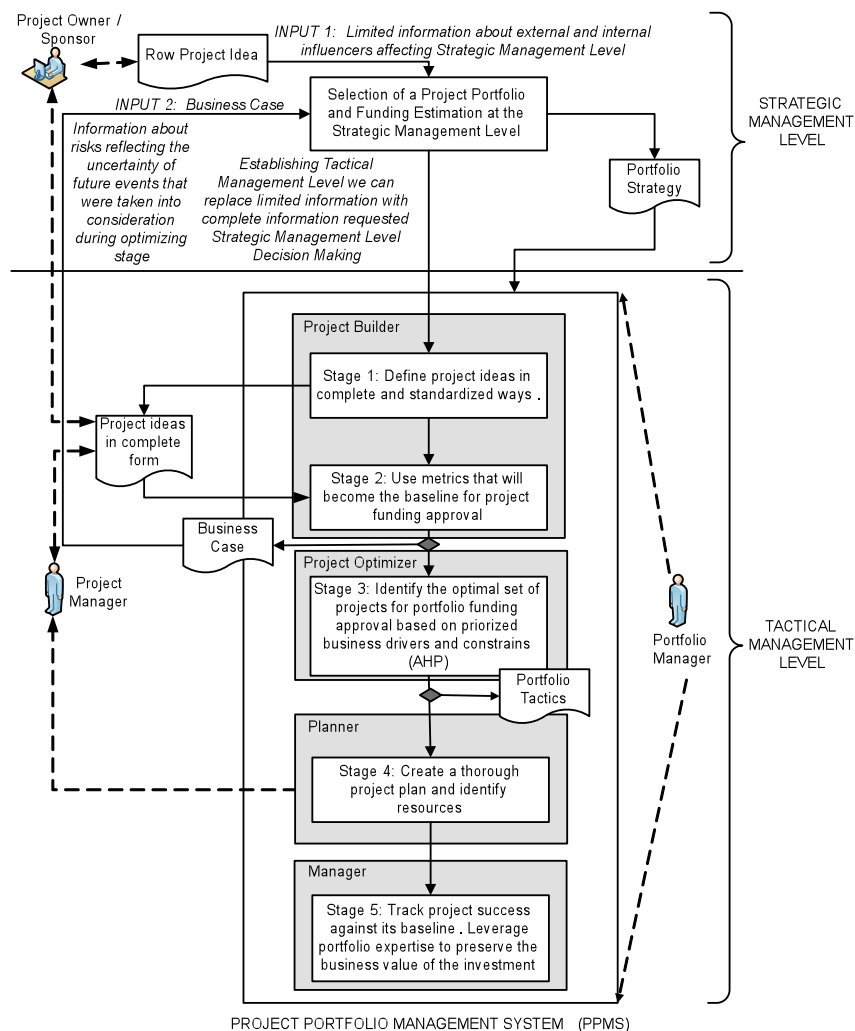 Project Owner /
Sponsor
Row Project Idea
INPUT 1:  Limited information about external and internal
influencers affecting Strategic Management Level
INPUT 2:  Business Case
Selection of a Project Portfolio
and Funding Estimation at the
Strategic Management Level
STRATEGIC
MANAGEMENT
LEVEL
Information about
risks reflecting the
uncertainty of
future events that
were taken into
consideration
during optimizing
stage
Establishing Tactical
Management Level we can
replace limited information with
complete information requested
Strategic Management Level
Decision Making
Portfolio
Strategy
Project Builder
Stage 1: Define project ideas in
complete and standardized ways .
Project ideas
in complete
form
Stage 2: Use metrics that will
become the baseline for project
funding approval
Business
Case
Project Optimizer
Stage 3: Identify the optimal set of
projects for portfolio funding
approval based on priorized
business drivers and constrains
(AHP)
Project
Manager
Portfolio
Manager
TACTICAL
MANAGEMENT
LEVEL
Portfolio
Tactics
Planner
Stage 4: Create a thorough
project plan and identify
resources
Manager
Stage 5: Track project success
against its baseline . Leverage
portfolio expertise to preserve the
business value of the investment
PROJECT PORTFOLIO MANAGEMENT SYSTEM   (PPMS)